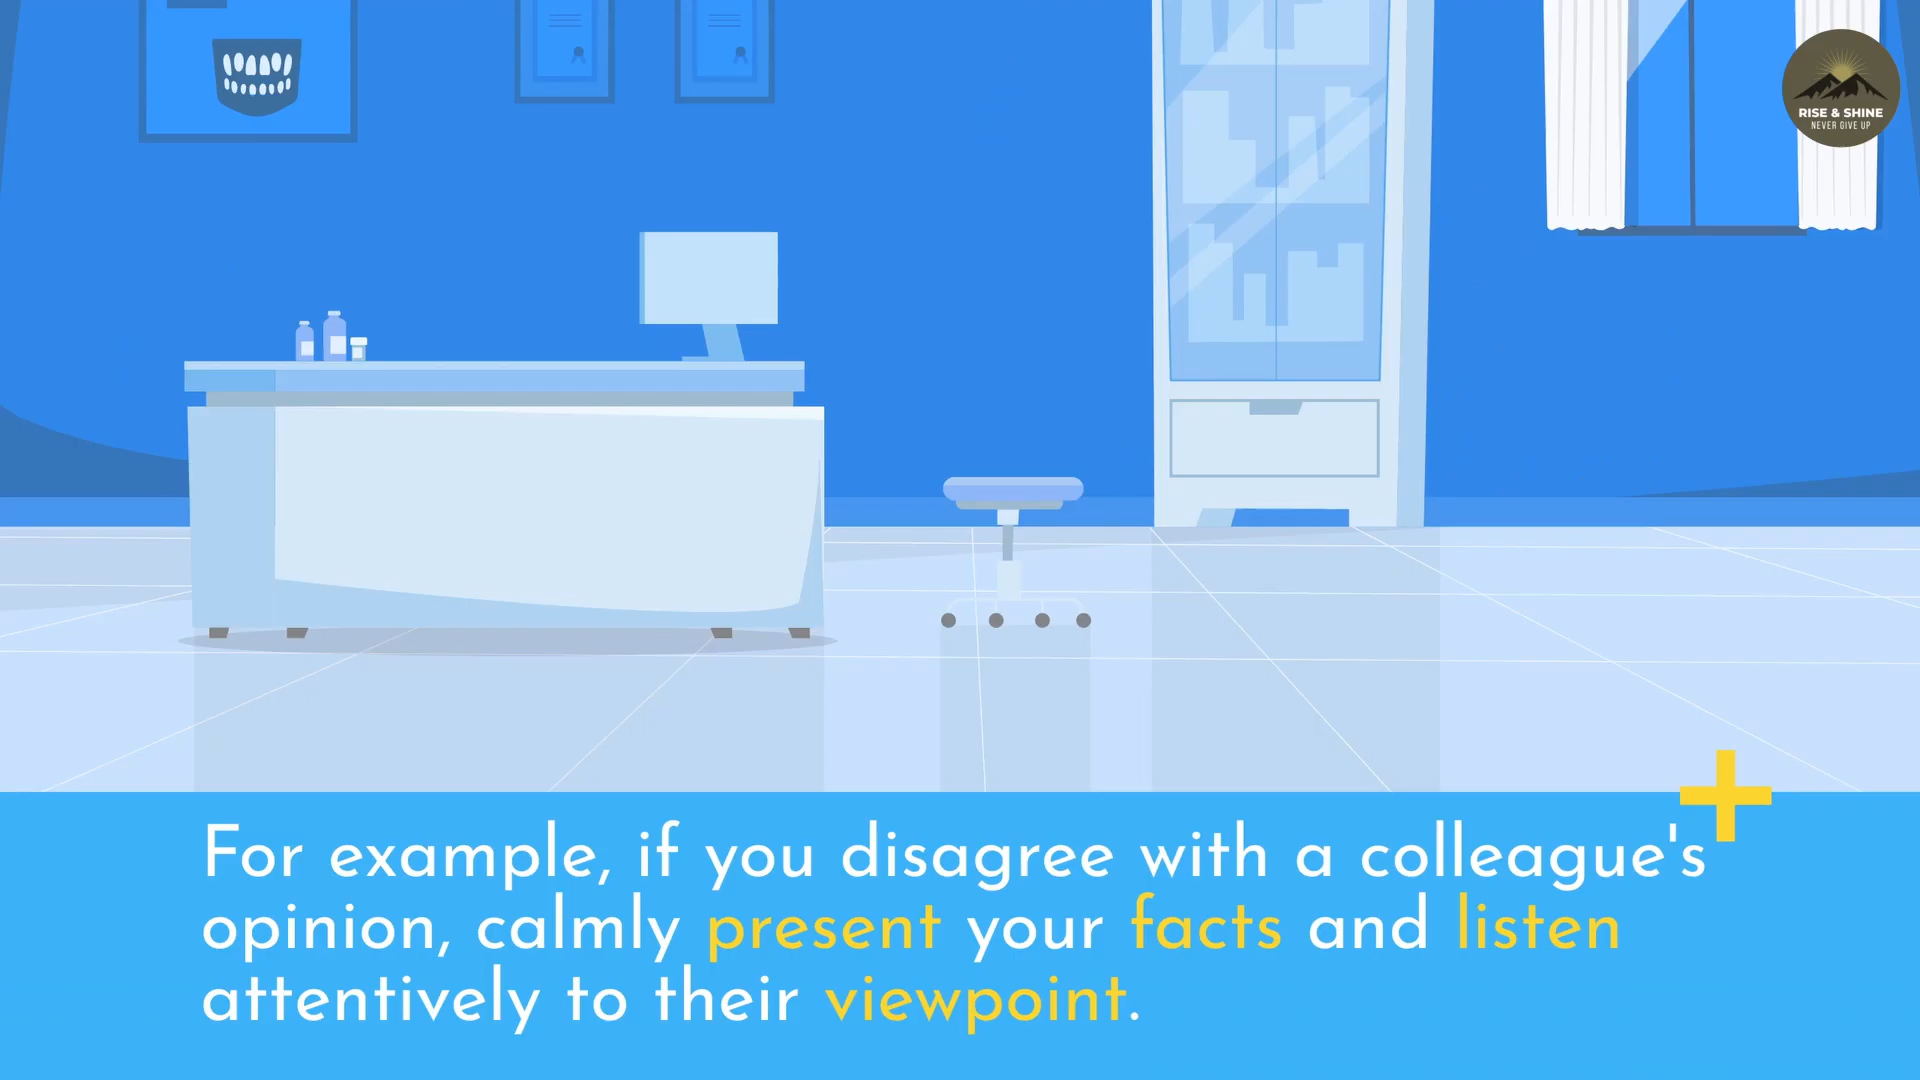 RISE & SHINE
NEVER GIVE UP
For example, if you disagree with a colleague's
opinion, calmly present your facts and listen
attentively to their viewpoint.